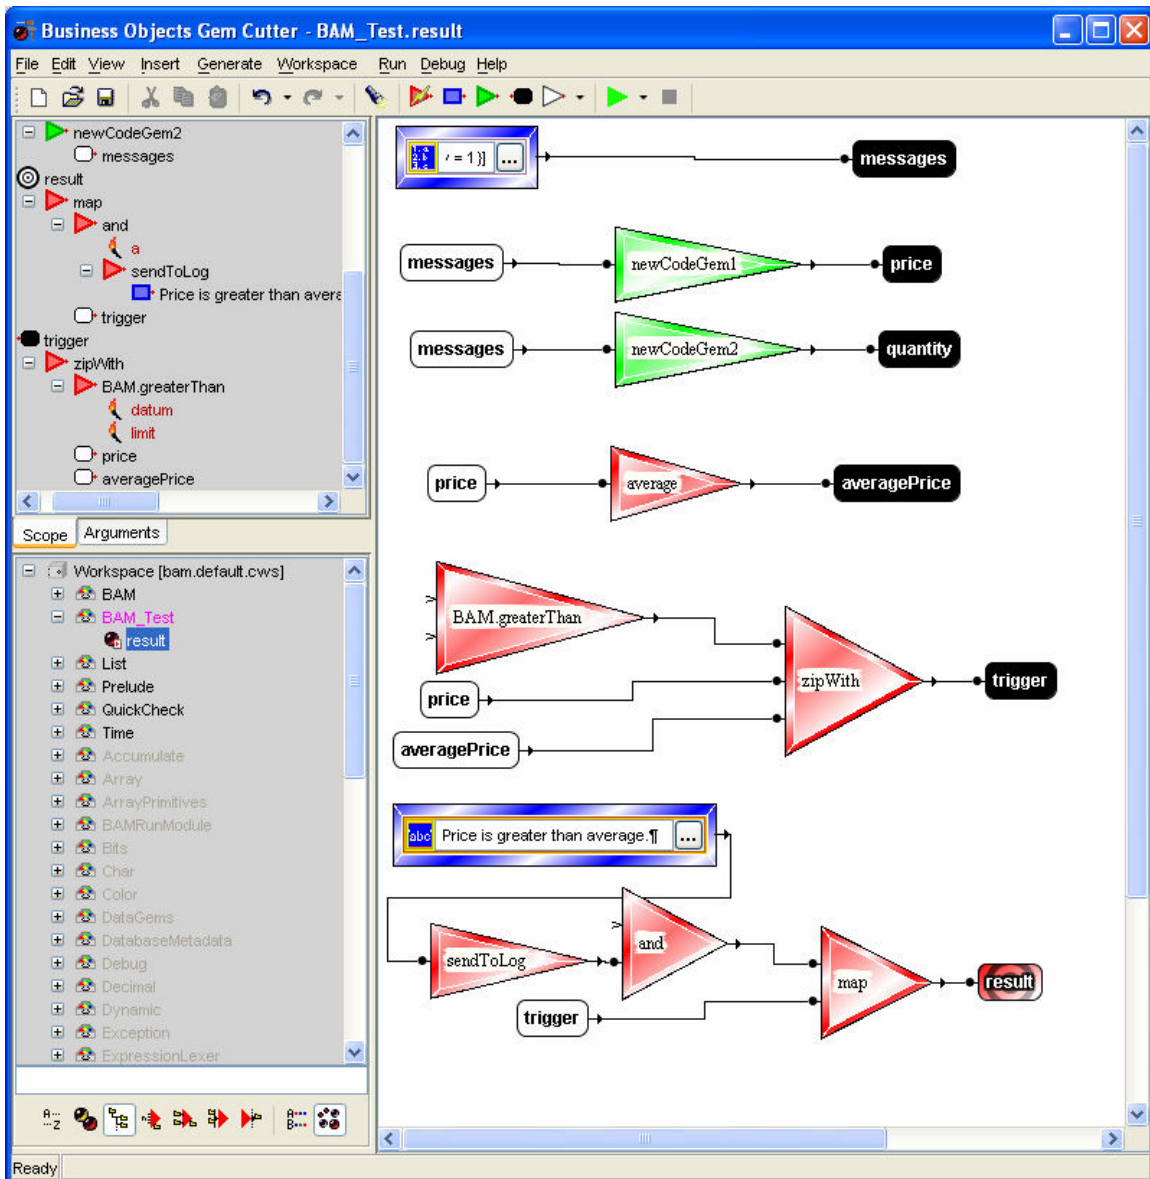 Business Objects Gem Cutter - BAM_Test.result
File Edit View Insert Generate Workspace Run Debug Help
newCodeGem2
messages
result
map
and
a
sendToLog
Price is greater than avera
trigger
trigger
zipWith
BAM.greaterThan
datum
limit
price
averagePrice
Scope Arguments
Workspace [bam.default.cws]
BAM
BAM_Test
result
List
Prelude
QuickCheck
Time
Accumulate
Array
ArrayPrimitives
BAMRunModule
Bits
Char
Color
DataGems
DatabaseMetadata
Debug
Decimal
Dynamic
Exception
ExpressionLexer
Ready
= 1 }] ...
messages
messages
newCodeGem1
price
messages
newCodeGem2
quantity
price
average
averagePrice
BAM.greaterThan
price
averagePrice
zipWith
trigger
abc Price is greater than average.¶ ...
sendToLog
and
trigger
map
result